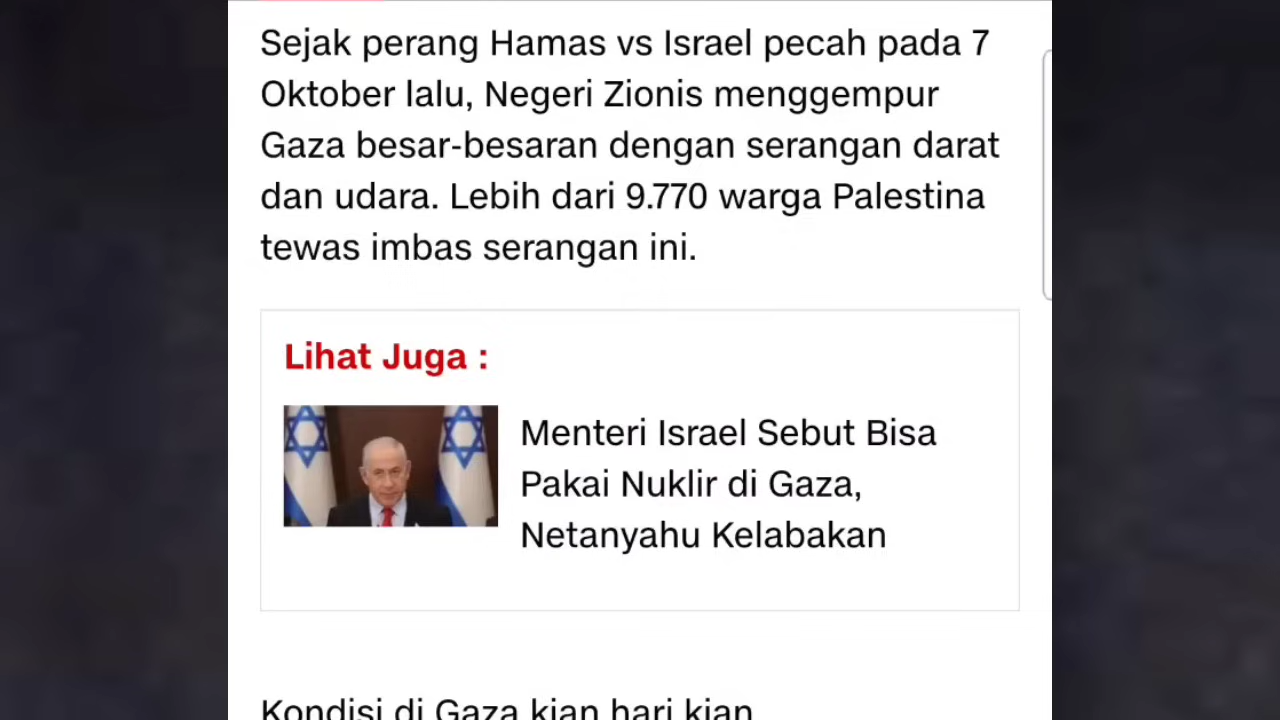 Sejak perang Hamas vs Israel pecah pada 7
Oktober lalu, Negeri Zionis menggempur
Gaza besar-besaran dengan serangan darat
dan udara. Lebih dari 9.770 warga Palestina
tewas imbas serangan ini.
Lihat Juga :
Menteri Israel Sebut Bisa
Pakai Nuklir di Gaza,
Netanyahu Kelabakan
Kondisi di Gaza kian hari kian